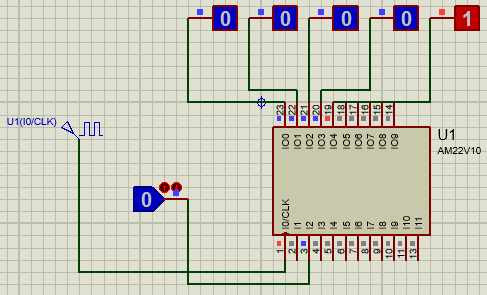 0 0 0 0 1
23 22 21 20 19 18 17 16 15 14
IO0 IO1 IO2 IO3 IO4 IO5 IO6 IO7 IO8 IO9
U1
AM22V10
U1(I0/CLK)
0
I0/CLK I1 I2 I3 I4 I5 I6 I7 I8 I9 I10 I11
1 2 3 4 5 6 7 8 9 10 11 13